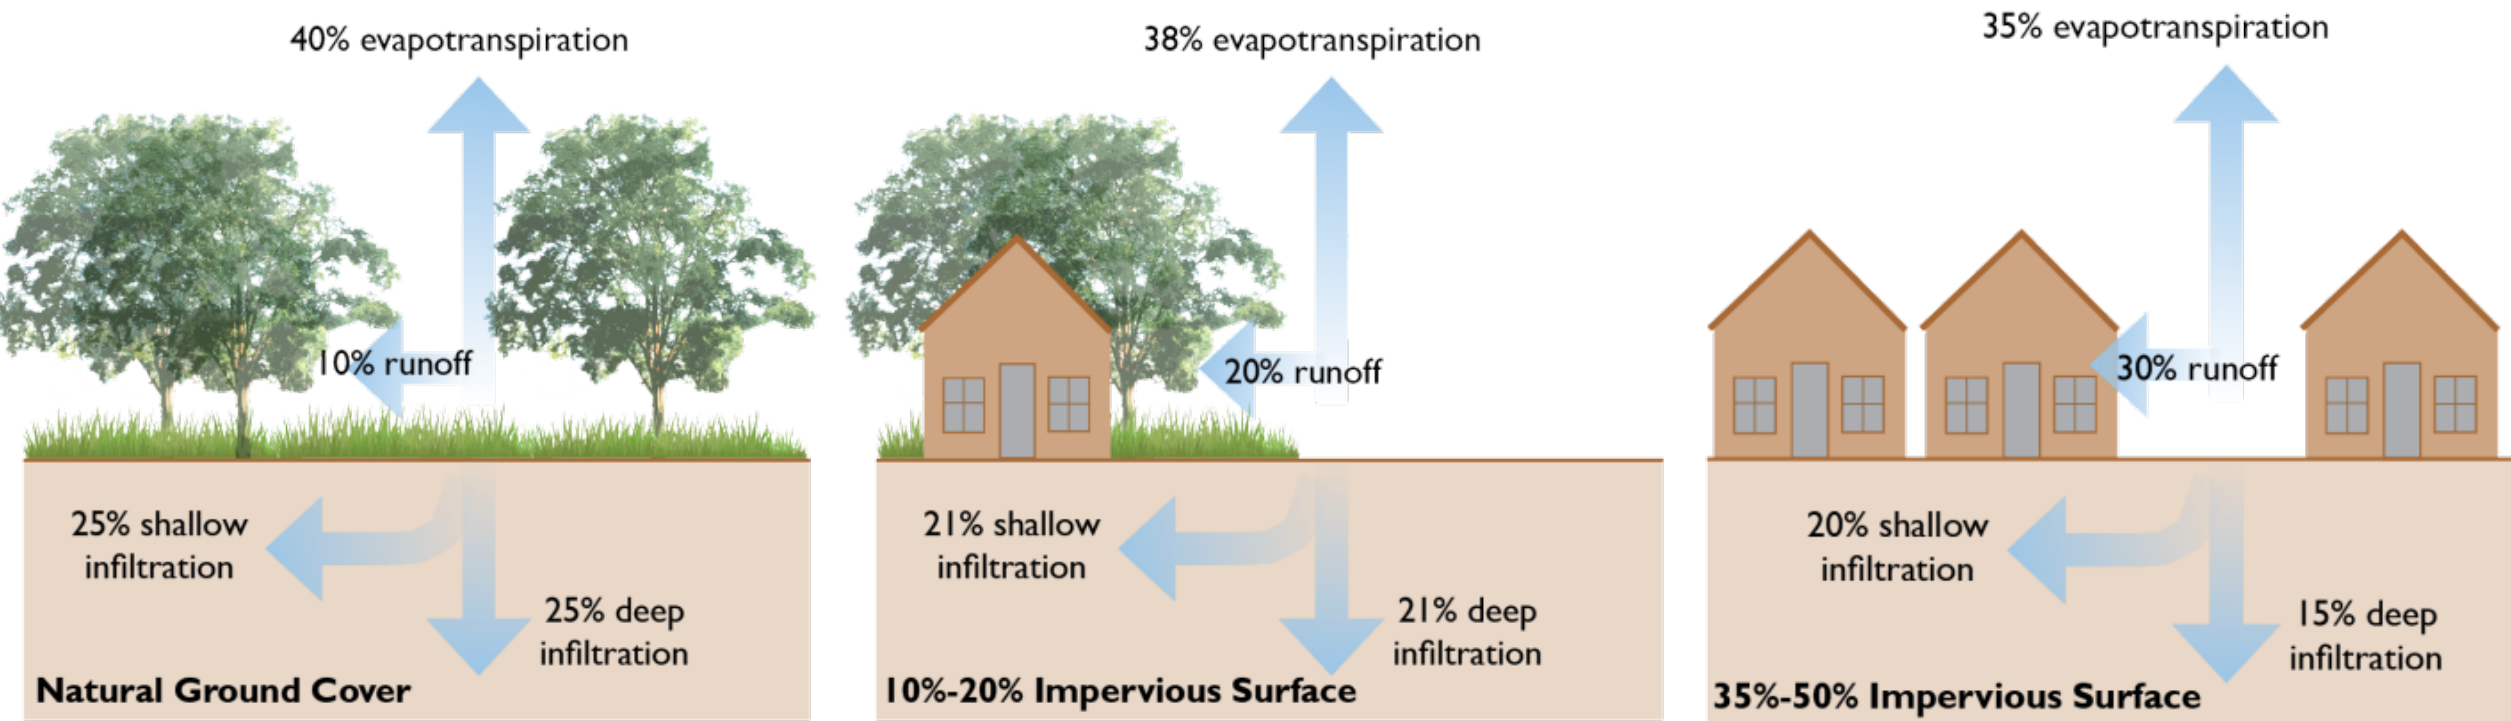 40% evapotranspiration
10% runoff
25% shallow
infiltration
25% deep
infiltration
Natural Ground Cover
38% evapotranspiration
20% runoff
21% shallow
infiltration
21% deep
infiltration
10%-20% Impervious Surface
35% evapotranspiration
30% runoff
20% shallow
infiltration
15% deep
infiltration
35%-50% Impervious Surface